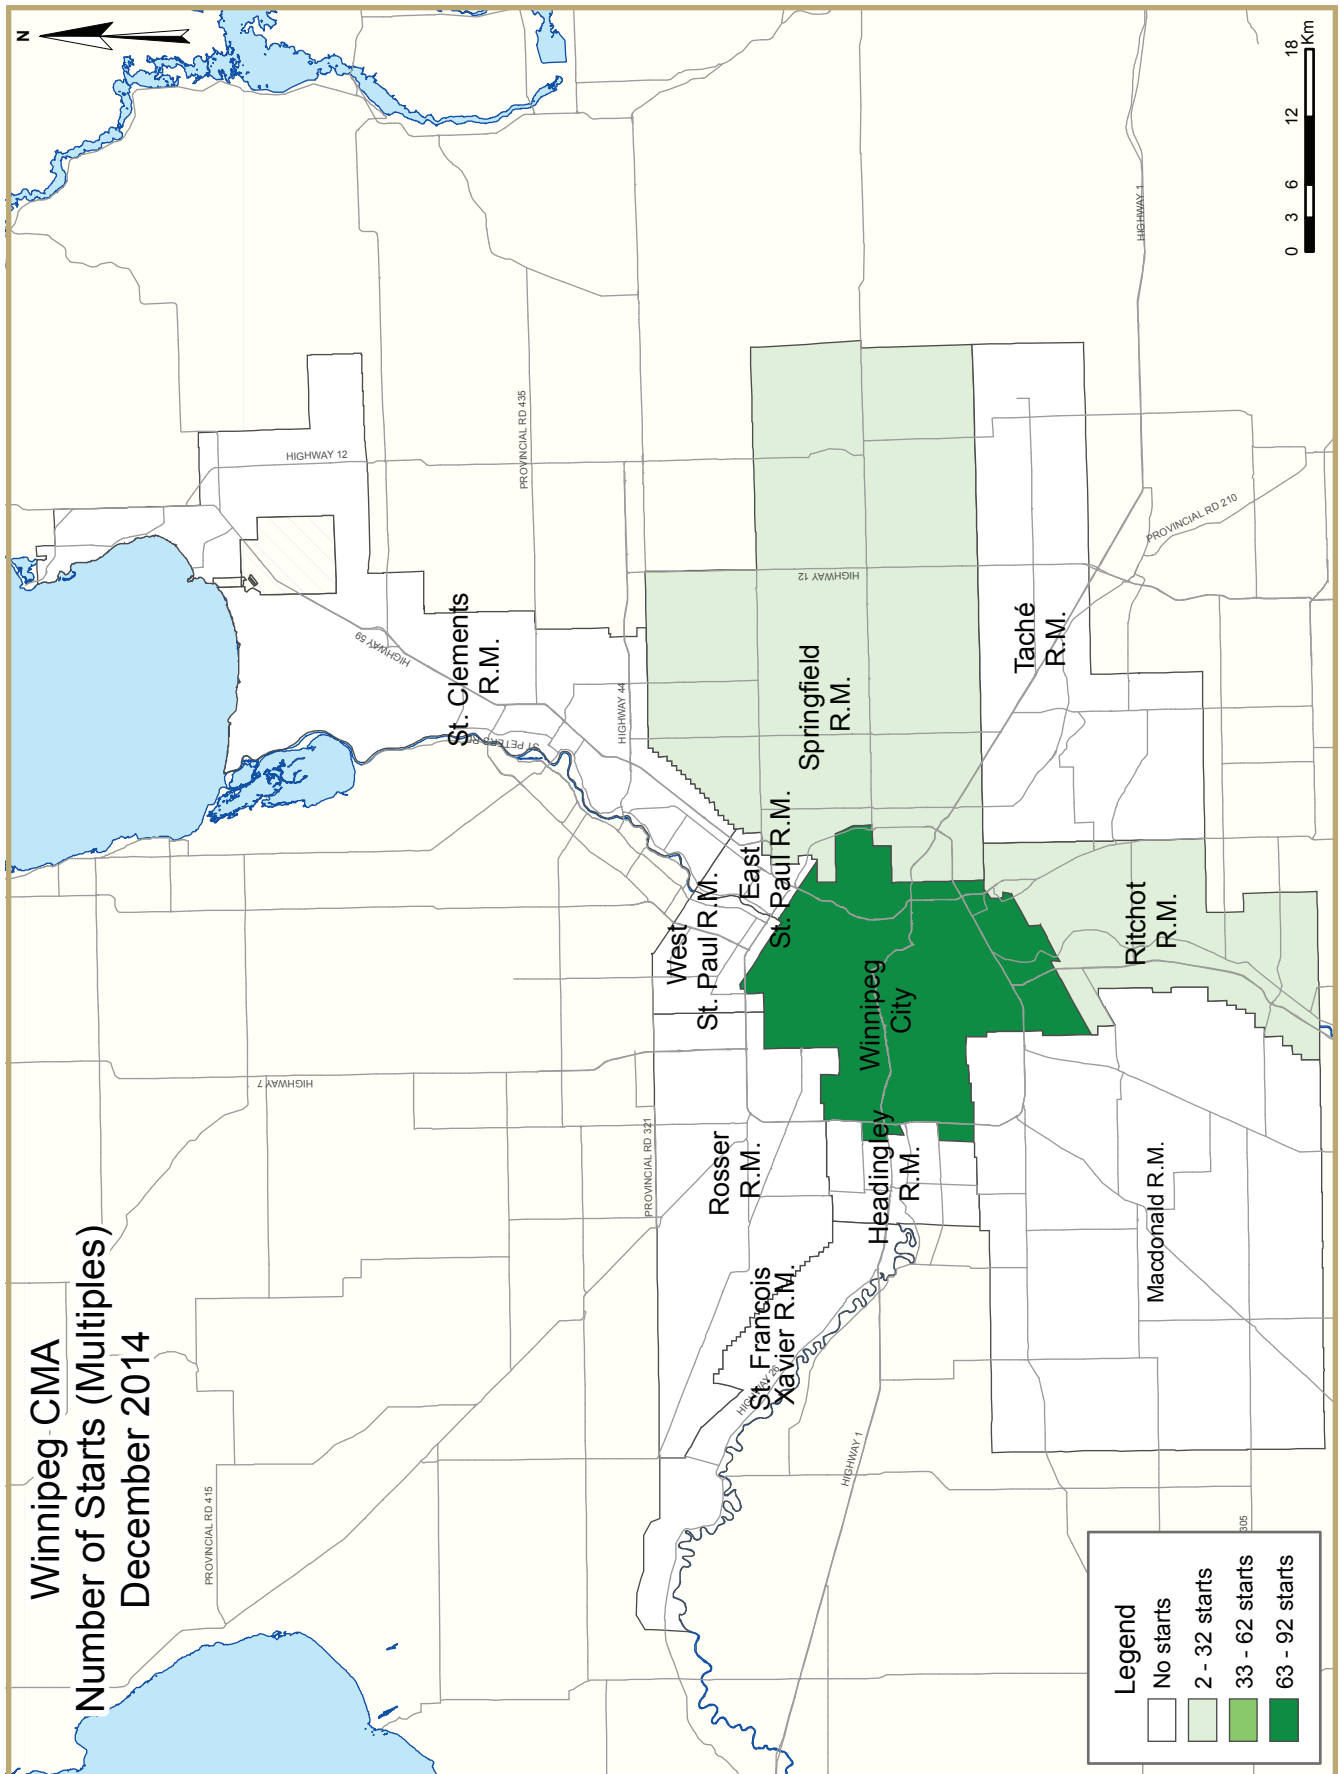 Winnipeg CMA
Number of Starts (Multiples)
December 2014
N
HIGHWAY 12
PROVINCIAL RD 435
HIGHWAY 59
St. Clements
R.M.
ST PETERS RD
HIGHWAY 44
HIGHWAY 7
PROVINCIAL RD 415
PROVINCIAL RD 321
West
St. Paul R.M.
East
St. Paul R.M.
Springfield
R.M.
HIGHWAY 12
Rosser
R.M.
St. Francois
Xavier R.M.
HIGHWAY 26
Winnipeg
City
Headingley
R.M.
HIGHWAY 1
Taché
R.M.
HIGHWAY 1
PROVINCIAL RD 210
Ritchot
R.M.
Macdonald R.M.
305
Legend
No starts
2 - 32 starts
33 - 62 starts
63 - 92 starts
0 3 6 12 18
Km